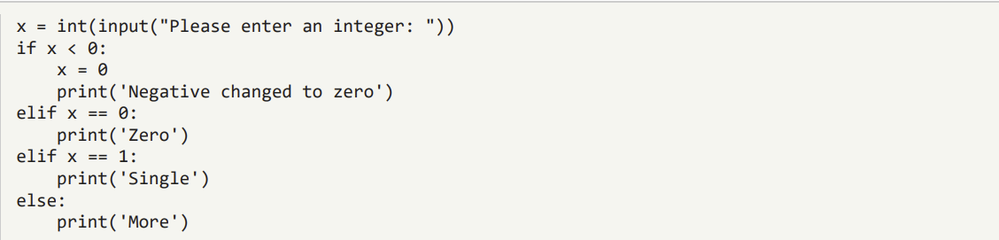 x = int(input("Please enter an integer: "))
if x < 0:
    x = 0
    print('Negative changed to zero')
elif x == 0:
    print('Zero')
elif x == 1:
    print('Single')
else:
    print('More')